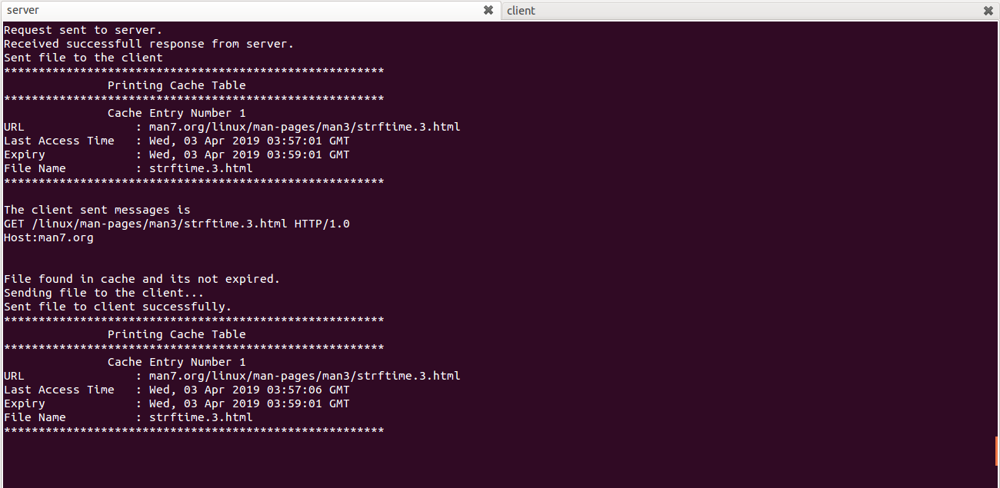 server
client
Request sent to server.
Received successfull response from server.
Sent file to the client
*******************************************************
Printing Cache Table
*******************************************************
Cache Entry Number 1
URL : man7.org/linux/man-pages/man3/strftime.3.html
Last Access Time : Wed, 03 Apr 2019 03:57:01 GMT
Expiry : Wed, 03 Apr 2019 03:59:01 GMT
File Name : strftime.3.html
*******************************************************
The client sent messages is
GET /linux/man-pages/man3/strftime.3.html HTTP/1.0
Host:man7.org
File found in cache and its not expired.
Sending file to the client...
Sent file to client successfully.
*******************************************************
Printing Cache Table
*******************************************************
Cache Entry Number 1
URL : man7.org/linux/man-pages/man3/strftime.3.html
Last Access Time : Wed, 03 Apr 2019 03:57:06 GMT
Expiry : Wed, 03 Apr 2019 03:59:01 GMT
File Name : strftime.3.html
*******************************************************